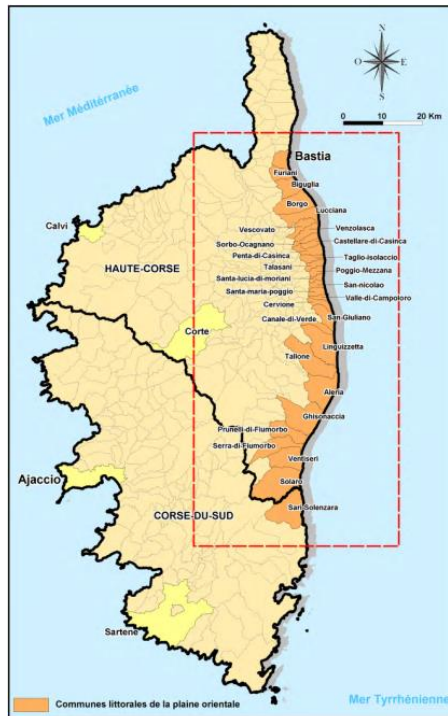 N
O
E
S
0
10
20 Km
Mer Méditérranée
Bastia
Furiani
Biguglia
Borgo
Lucciana
Calvi
Vescovato
Venzolasca
Sorbo-Ocagnano
Castellare-di-Casinca
HAUTE-CORSE
Penta-di-Casinca
Taglio-isolaccio
Talasani
Poggio-Mezzana
Santa-lucia-di-moriani
San-nicolao
Santa-maria-poggio
Valle-di-Campoloro
Cervione
Corte
Canale-di-Verde
San-Giuliano
Linguizzetta
Tallone
Aleria
Ghisonaccia
Prunelli-di-Fiumorbo
Serra-di-Fiumorbo
Ventiseri
Ajaccio
Solaro
CORSE-DU-SUD
Sari-Solenzara
Sartene
Communes littorales de la plaine orientale
Mer Tyrrhénienne